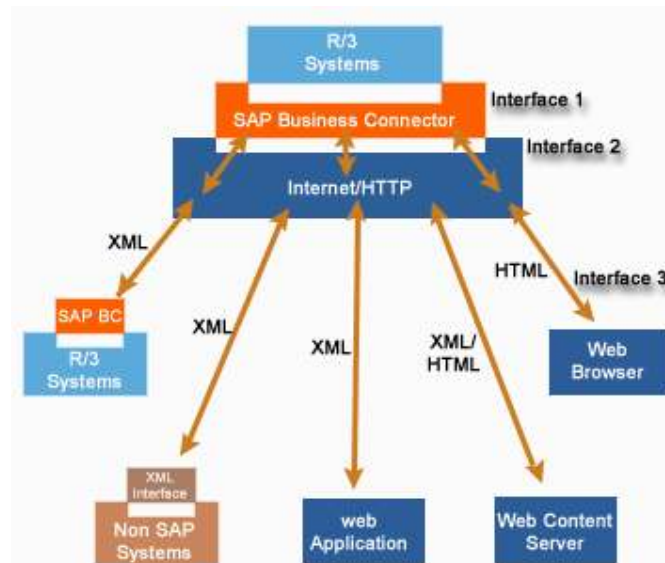 R/3
Systems
Interface 1
SAP Business Connector
Interface 2
Internet/HTTP
XML
HTML
Interface 3
SAP BC
R/3
Systems
XML
XML
XML/
HTML
Web
Browser
XML
Interface
Non SAP
Systems
web
Application
Web Content
Server